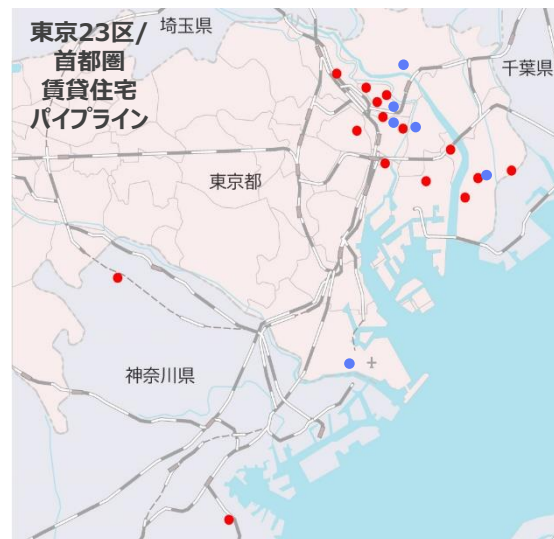 東京23区/
首都圏
賃貸住宅
パイプライン
埼玉県
千葉県
東京都
神奈川県